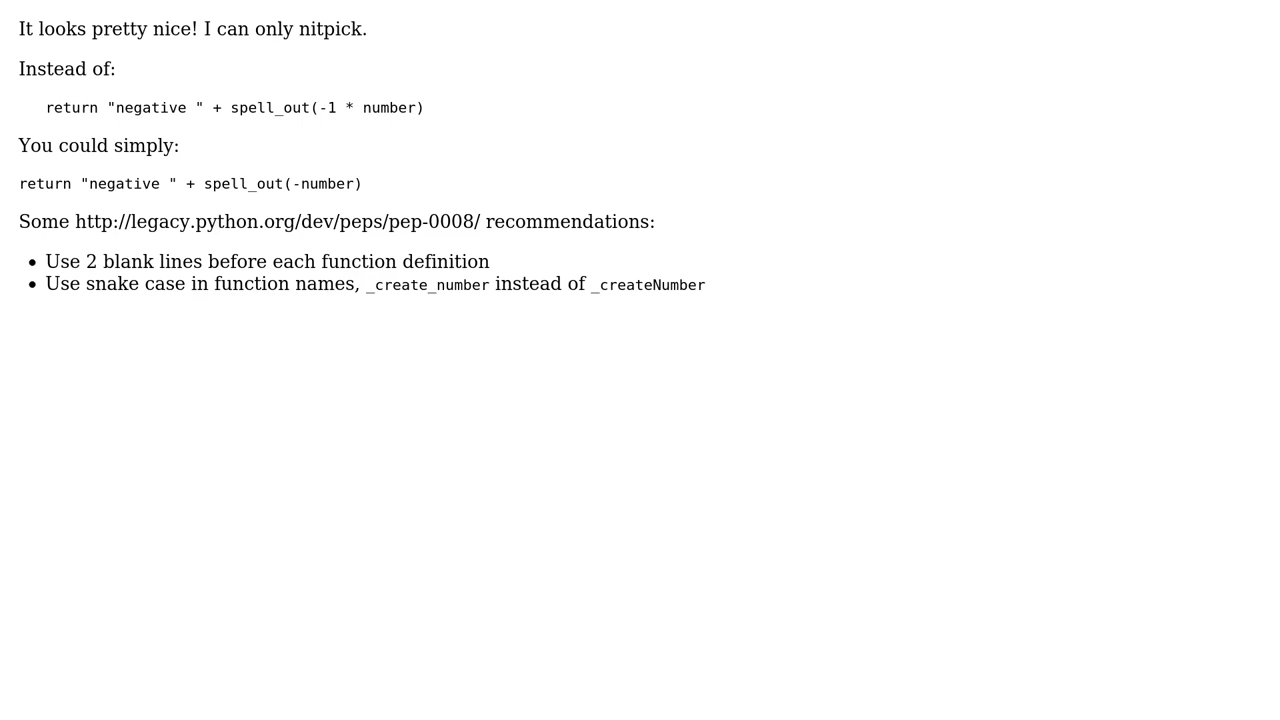 It looks pretty nice! I can only nitpick.
Instead of:
return "negative " + spell_out(-1 * number)
You could simply:
return "negative " + spell_out(-number)
Some http://legacy.python.org/dev/peps/pep-0008/ recommendations:
• Use 2 blank lines before each function definition
• Use snake case in function names, _create_number instead of _createNumber